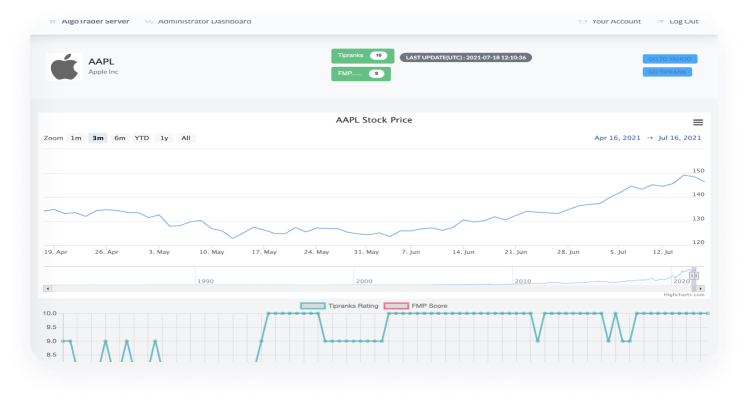 AlgoTrader Server Administrator Dashboard Your Account Log Out
AAPL
Apple Inc
Tipranks 10
LAST UPDATE(UTC) : 2021-07-18 12:10:36
FMP......
GO TO YAHOO
GO TIPRANK
AAPL Stock Price
Zoom 1m 3m 6m YTD 1y All
Apr 16, 2021 → Jul 16, 2021
150
140
130
120
19. Apr 26. Apr 3. May 10. May 17. May 24. May 31. May 7. Jun 14. Jun 21. Jun 28. Jun 5. Jul 12. Jul
1990 2000 2010 2020
Highcharts.com
Tipranks Rating FMP Score
10.0
9.5
9.0
8.5